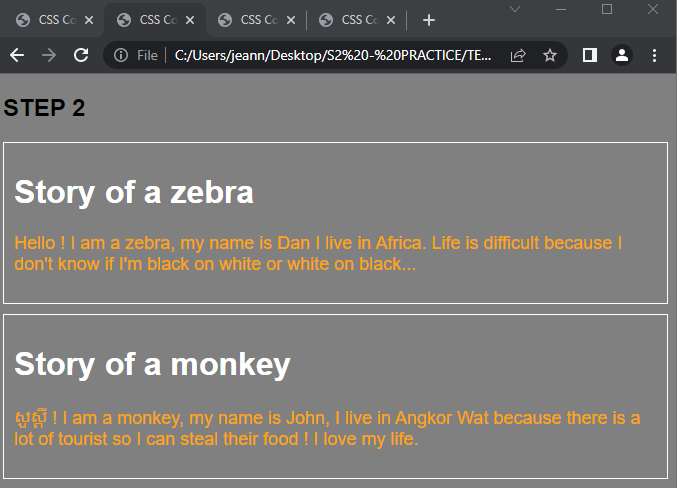 CSS Co CSS Co CSS Co CSS Co
File C:/Users/jeann/Desktop/S2%20-%20PRACTICE/TE...
STEP 2
Story of a zebra
Hello ! I am a zebra, my name is Dan I live in Africa. Life is difficult because I
don't know if I'm black on white or white on black...
Story of a monkey
សួស្តី ! I am a monkey, my name is John, I live in Angkor Wat because there is a
lot of tourist so I can steal their food ! I love my life.